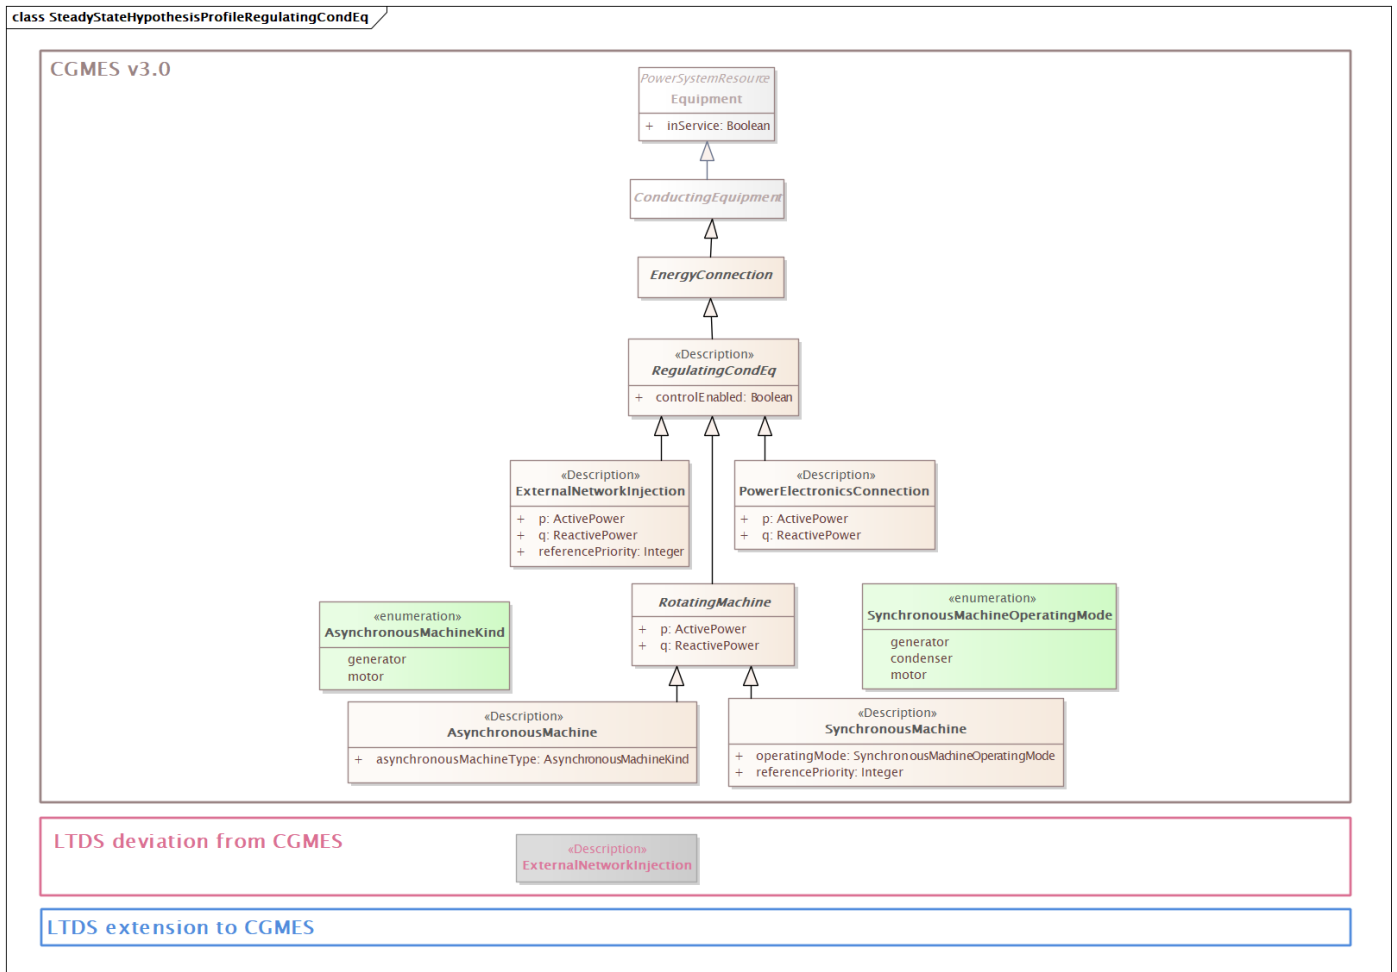 class SteadyStateHypothesisProfileRegulatingCondEq
CGMES v3.0
PowerSystemResource
Equipment
+ inService: Boolean
ConductingEquipment
EnergyConnection
«Description»
RegulatingCondEq
+ controlEnabled: Boolean
«Description»
ExternalNetworkInjection
+ p: ActivePower
+ q: ReactivePower
+ referencePriority: Integer
«Description»
PowerElectronicsConnection
+ p: ActivePower
+ q: ReactivePower
«enumeration»
AsynchronousMachineKind
generator
motor
RotatingMachine
+ p: ActivePower
+ q: ReactivePower
«enumeration»
SynchronousMachineOperatingMode
generator
condenser
motor
«Description»
AsynchronousMachine
+ asynchronousMachineType: AsynchronousMachineKind
«Description»
SynchronousMachine
+ operatingMode: SynchronousMachineOperatingMode
+ referencePriority: Integer
LTDS deviation from CGMES
«Description»
ExternalNetworkInjection
LTDS extension to CGMES